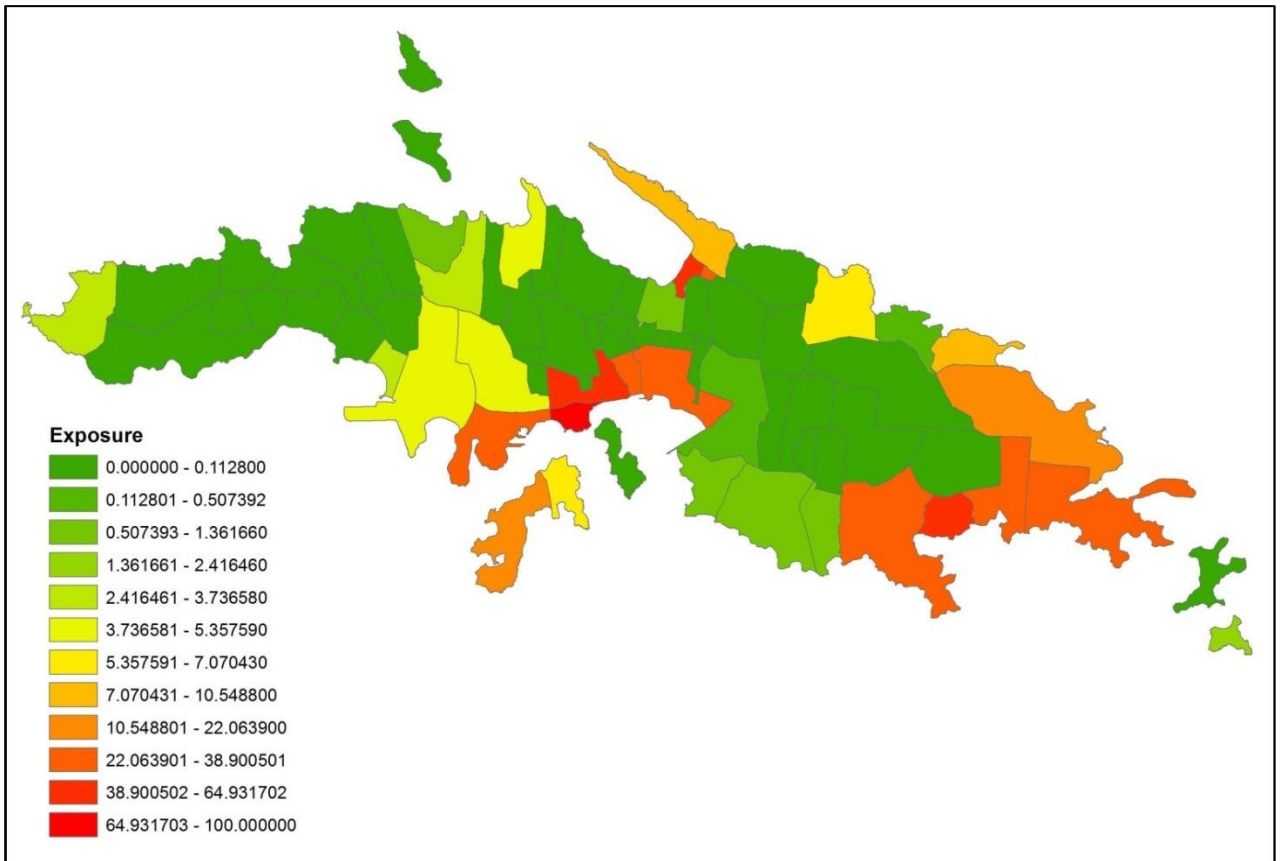 Exposure
0.000000 - 0.112800
0.112801 - 0.507392
0.507393 - 1.361660
1.361661 - 2.416460
2.416461 - 3.736580
3.736581 - 5.357590
5.357591 - 7.070430
7.070431 - 10.548800
10.548801 - 22.063900
22.063901 - 38.900501
38.900502 - 64.931702
64.931703 - 100.000000